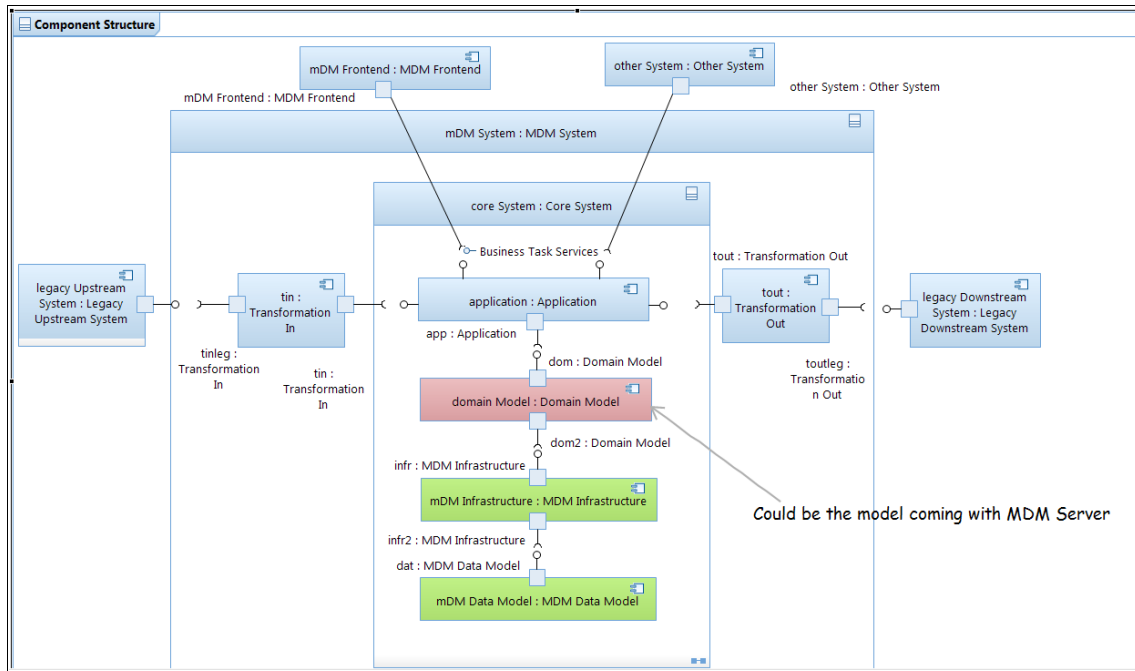 Component Structure
mDM Frontend : MDM Frontend
other System : Other System
mDM Frontend : MDM Frontend
other System : Other System
mDM System : MDM System
core System : Core System
Business Task Services
legacy Upstream
System : Legacy
Upstream System
tin :
Transformation
In
application : Application
tout : Transformation Out
tout :
Transformation
Out
legacy Downstream
System : Legacy
Downstream System
tinleg :
Transformation
In
tin :
Transformation
In
app : Application
toutleg :
Transformatio
n Out
dom : Domain Model
domain Model : Domain Model
dom2 : Domain Model
infr : MDM Infrastructure
mDM Infrastructure : MDM Infrastructure
Could be the model coming with MDM Server
infr2 : MDM Infrastructure
dat : MDM Data Model
mDM Data Model : MDM Data Model